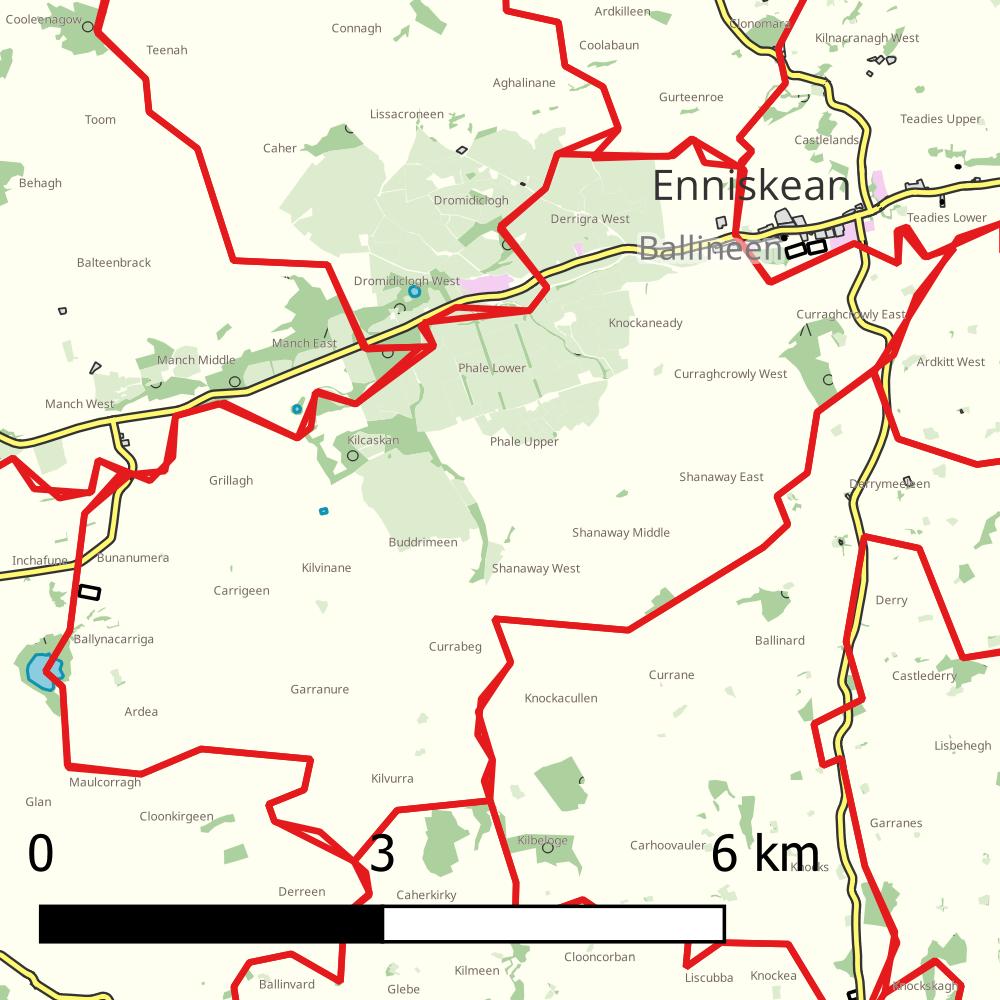 Cooleenagow
Connagh
Ardkilleen
Clonomara
Kilnacranagh West
Teenah
Coolabaun
Aghalinane
Gurteenroe
Toom
Lissacroneen
Teadies Upper
Caher
Castlelands
Behagh
Enniskean
Dromidiclogh
Derrigra West
Teadies Lower
Ballineen
Balteenbrack
Dromidiclogh West
Knockaneady
Curraghcrowly East
Manch East
Manch Middle
Phale Lower
Curraghcrowly West
Ardkitt West
Manch West
Kilcaskan
Phale Upper
Grillagh
Shanaway East
Derrymeeleen
Shanaway Middle
Buddrimeen
Inchafune
Bunanumera
Kilvinane
Shanaway West
Carrigeen
Derry
Ballynacarriga
Currabeg
Ballinard
Currane
Castlederry
Garranure
Knockacullen
Ardea
Lisbehegh
Maulcorragh
Kilvurra
Glan
Cloonkirgeen
Garranes
Kilbeloge
Carhoovauler
0 3 6 km
Knocks
Derreen
Caherkirky
Clooncorban
Kilmeen
Liscubba
Knockea
Ballinvard
Glebe
Knockskagh